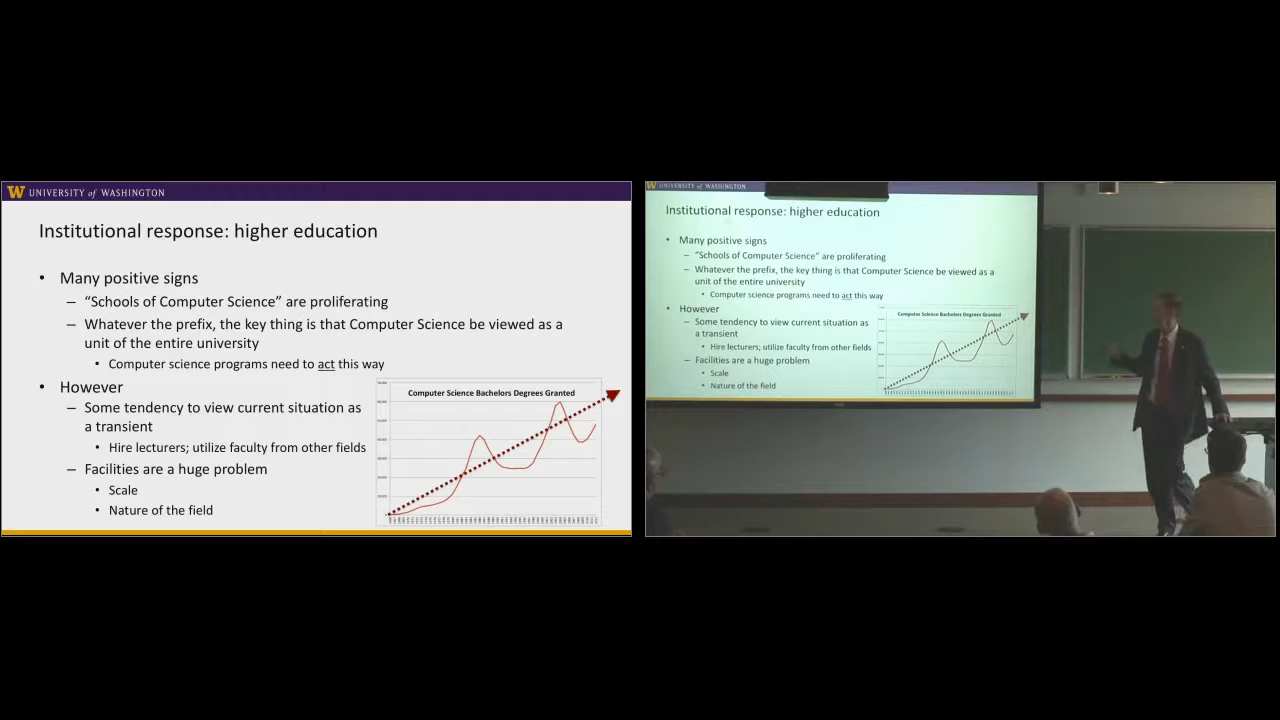 W UNIVERSITY of WASHINGTON
Institutional response: higher education
• Many positive signs
– “Schools of Computer Science” are proliferating
– Whatever the prefix, the key thing is that Computer Science be viewed as a
unit of the entire university
• Computer science programs need to act this way
• However
– Some tendency to view current situation as
a transient
• Hire lecturers; utilize faculty from other fields
– Facilities are a huge problem
• Scale
• Nature of the field
Computer Science Bachelors Degrees Granted
W UNIVERSITY of WASHINGTON
Institutional response: higher education
• Many positive signs
– “Schools of Computer Science” are proliferating
– Whatever the prefix, the key thing is that Computer Science be viewed as a
unit of the entire university
• Computer science programs need to act this way
• However
– Some tendency to view current situation as
a transient
• Hire lecturers; utilize faculty from other fields
– Facilities are a huge problem
• Scale
• Nature of the field
Computer Science Bachelors Degrees Granted